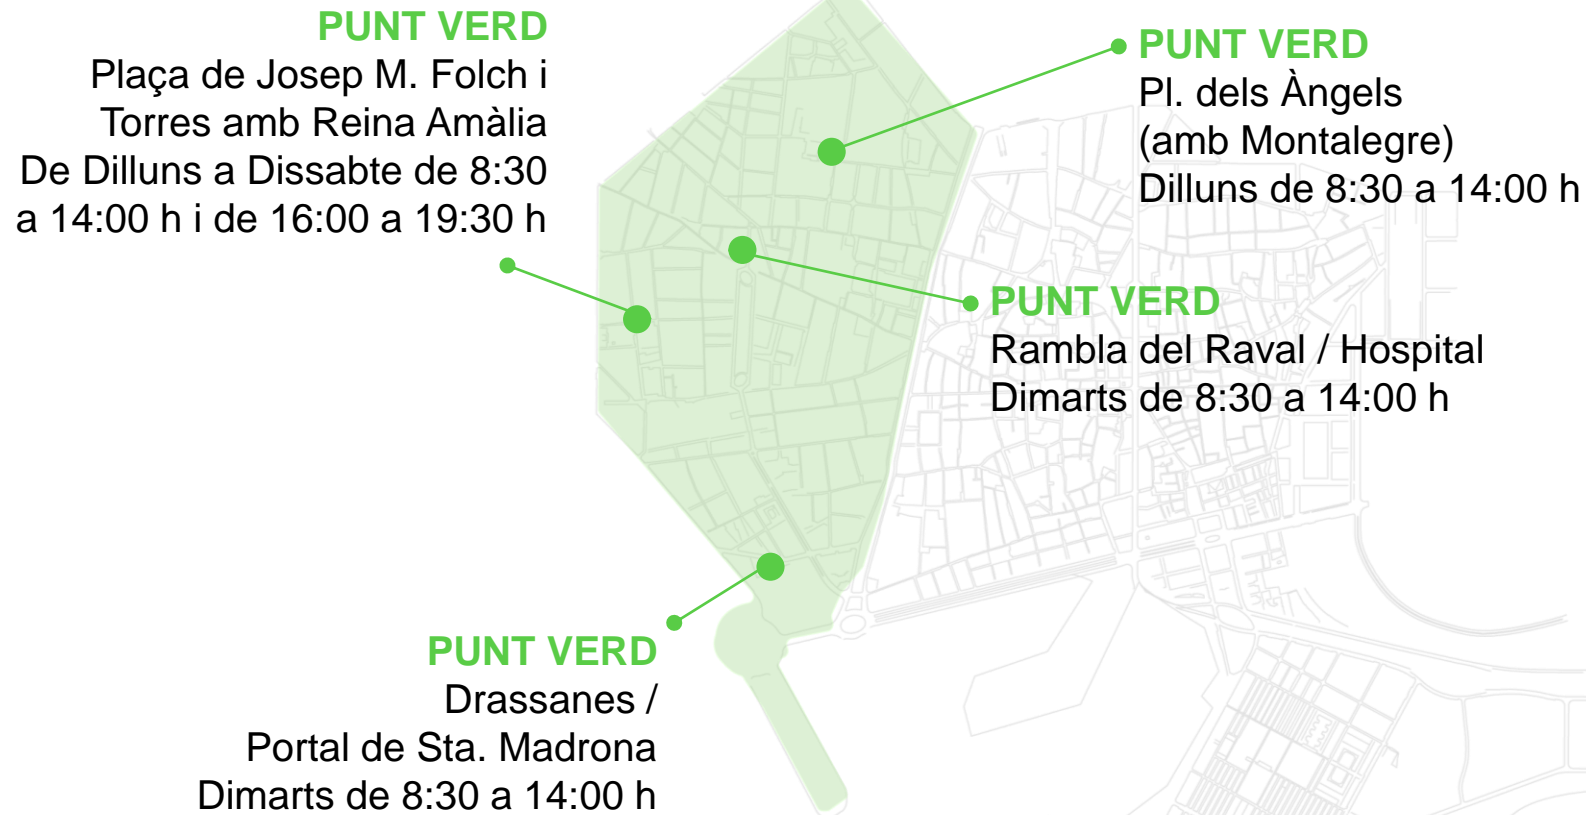 PUNT VERD
Plaça de Josep M. Folch i
Torres amb Reina Amàlia
De Dilluns a Dissabte de 8:30
a 14:00 h i de 16:00 a 19:30 h
PUNT VERD
Pl. dels Àngels
(amb Montalegre)
Dilluns de 8:30 a 14:00 h
PUNT VERD
Rambla del Raval / Hospital
Dimarts de 8:30 a 14:00 h
PUNT VERD
Drassanes /
Portal de Sta. Madrona
Dimarts de 8:30 a 14:00 h